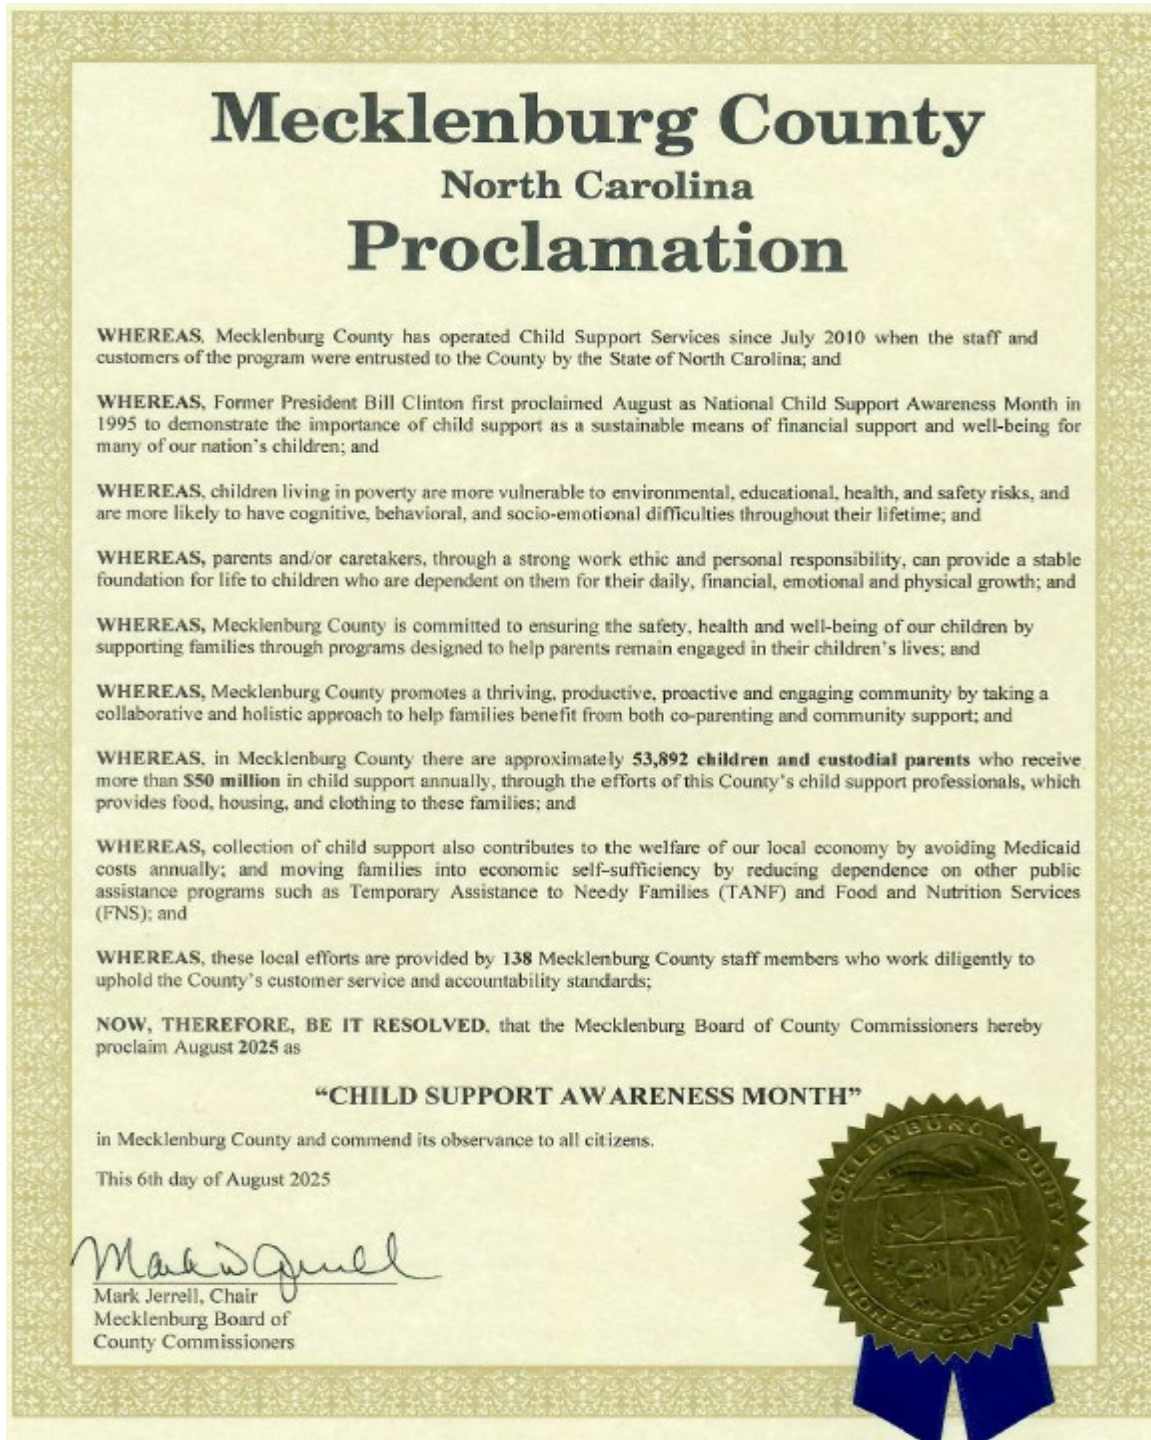 Mecklenburg County
North Carolina
Proclamation
WHEREAS, Mecklenburg County has operated Child Support Services since July 2010 when the staff and
customers of the program were entrusted to the County by the State of North Carolina; and
WHEREAS, Former President Bill Clinton first proclaimed August as National Child Support Awareness Month in
1995 to demonstrate the importance of child support as a sustainable means of financial support and well-being for
many of our nation's children; and
WHEREAS, children living in poverty are more vulnerable to environmental, educational, health, and safety risks, and
are more likely to have cognitive, behavioral, and socio-emotional difficulties throughout their lifetime; and
WHEREAS, parents and/or caretakers, through a strong work ethic and personal responsibility, can provide a stable
foundation for life to children who are dependent on them for their daily, financial, emotional and physical growth; and
WHEREAS, Mecklenburg County is committed to ensuring the safety, health and well-being of our children by
supporting families through programs designed to help parents remain engaged in their children's lives; and
WHEREAS, Mecklenburg County promotes a thriving, productive, proactive and engaging community by taking a
collaborative and holistic approach to help families benefit from both co-parenting and community support; and
WHEREAS, in Mecklenburg County there are approximately 53,892 children and custodial parents who receive
more than $50 million in child support annually, through the efforts of this County's child support professionals, which
provides food, housing, and clothing to these families; and
WHEREAS, collection of child support also contributes to the welfare of our local economy by avoiding Medicaid
costs annually; and moving families into economic self-sufficiency by reducing dependence on other public
assistance programs such as Temporary Assistance to Needy Families (TANF) and Food and Nutrition Services
(FNS); and
WHEREAS, these local efforts are provided by 138 Mecklenburg County staff members who work diligently to
uphold the County's customer service and accountability standards;
NOW, THEREFORE, BE IT RESOLVED, that the Mecklenburg Board of County Commissioners hereby
proclaim August 2025 as
"CHILD SUPPORT AWARENESS MONTH"
in Mecklenburg County and commend its observance to all citizens.
This 6th day of August 2025
Mark W Jerrell
Mark Jerrell, Chair
Mecklenburg Board of
County Commissioners
MECKLENBURG COUNTY
NORTH CAROLINA